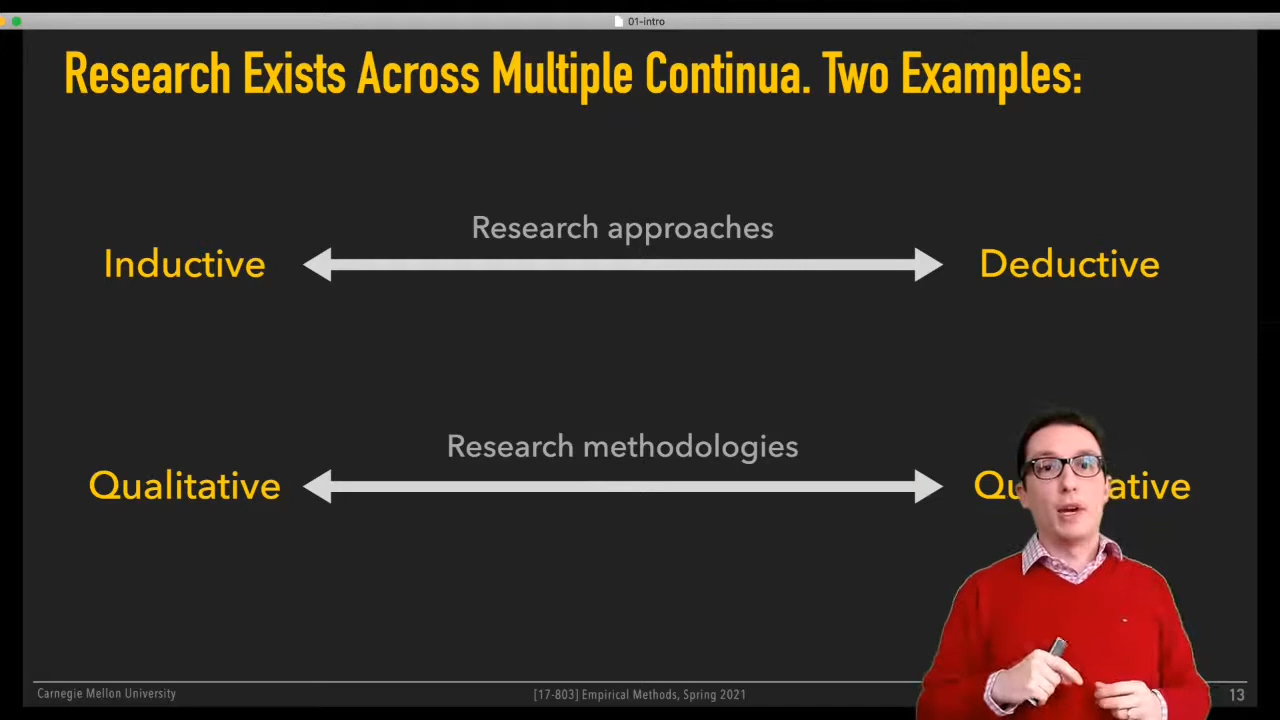 01-intro
Research Exists Across Multiple Continua. Two Examples:
Research approaches
Inductive
Deductive
Research methodologies
Qualitative
Carnegie Mellon University
[17-803] Empirical Methods, Spring 2021
13